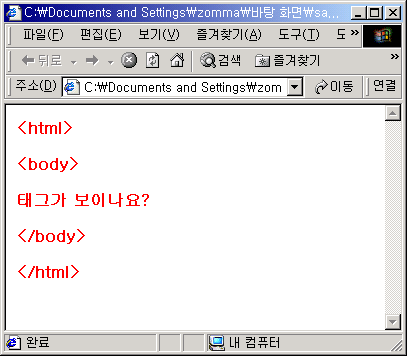 C:\Documents and Settings\zomma\바탕 화면\sa...
파일(F) 편집(E) 보기(V) 즐겨찾기(A) 도구(T) 도 »
뒤로 검색 즐겨찾기 »
주소(D) C:\Documents and Settings\zom 이동 연결
<html>
<body>
태그가 보이나요?
</body>
</html>
완료 내 컴퓨터